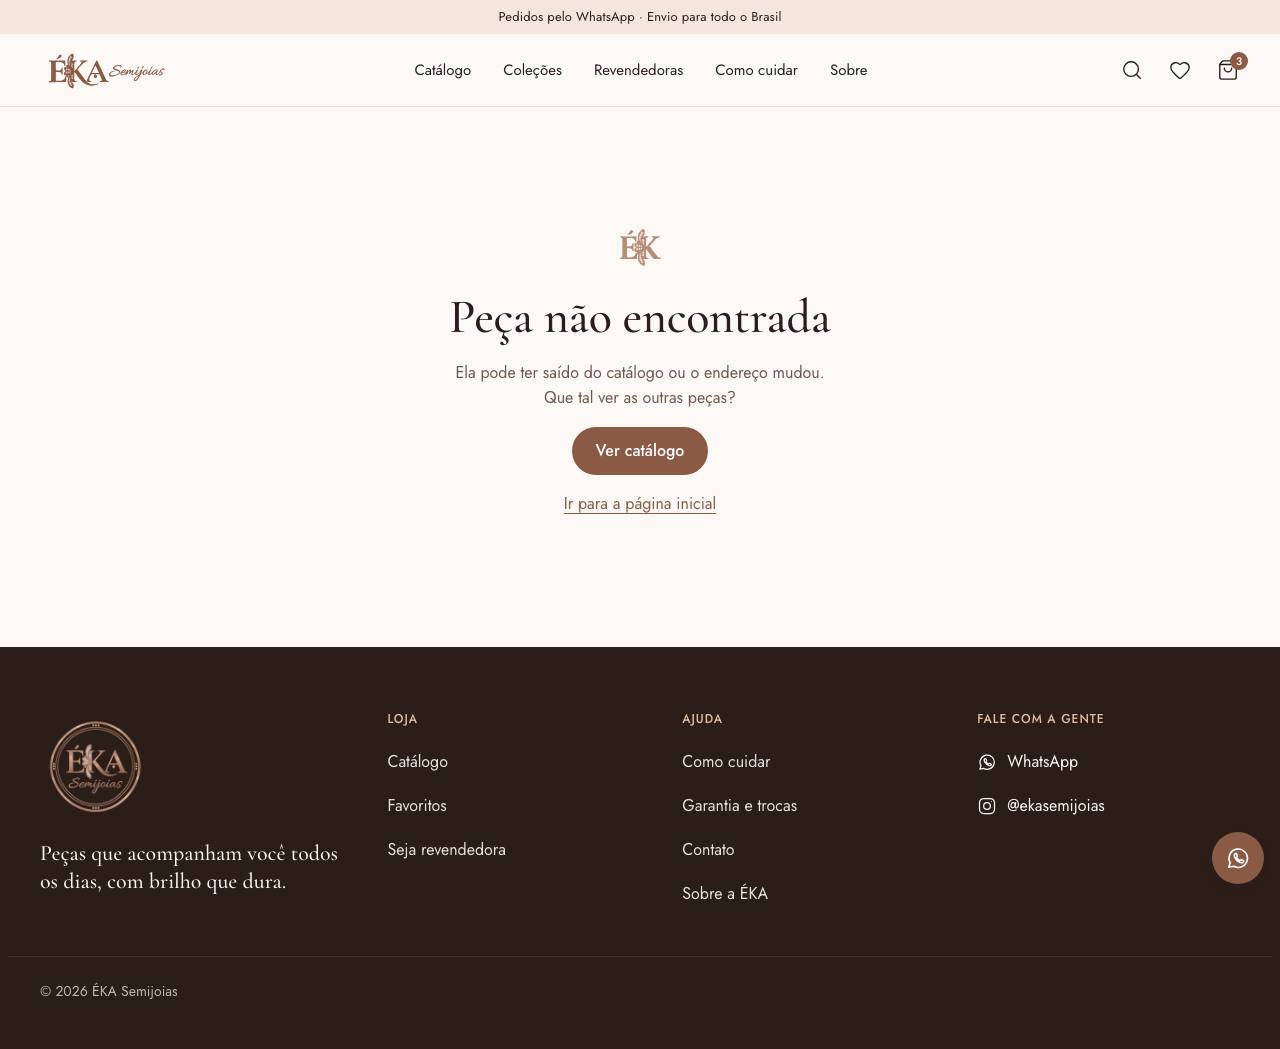 Pedidos pelo WhatsApp · Envio para todo o Brasil
ÉKA Semijoias
Catálogo
Coleções
Revendedoras
Como cuidar
Sobre
3
ÉK
Peça não encontrada
Ela pode ter saído do catálogo ou o endereço mudou.
Que tal ver as outras peças?
Ver catálogo
Ir para a página inicial
ÉKA
Semijoias
Peças que acompanham você todos
os dias, com brilho que dura.
LOJA
Catálogo
Favoritos
Seja revendedora
AJUDA
Como cuidar
Garantia e trocas
Contato
Sobre a ÉKA
FALE COM A GENTE
WhatsApp
@ekasemijoias
© 2026 ÉKA Semijoias